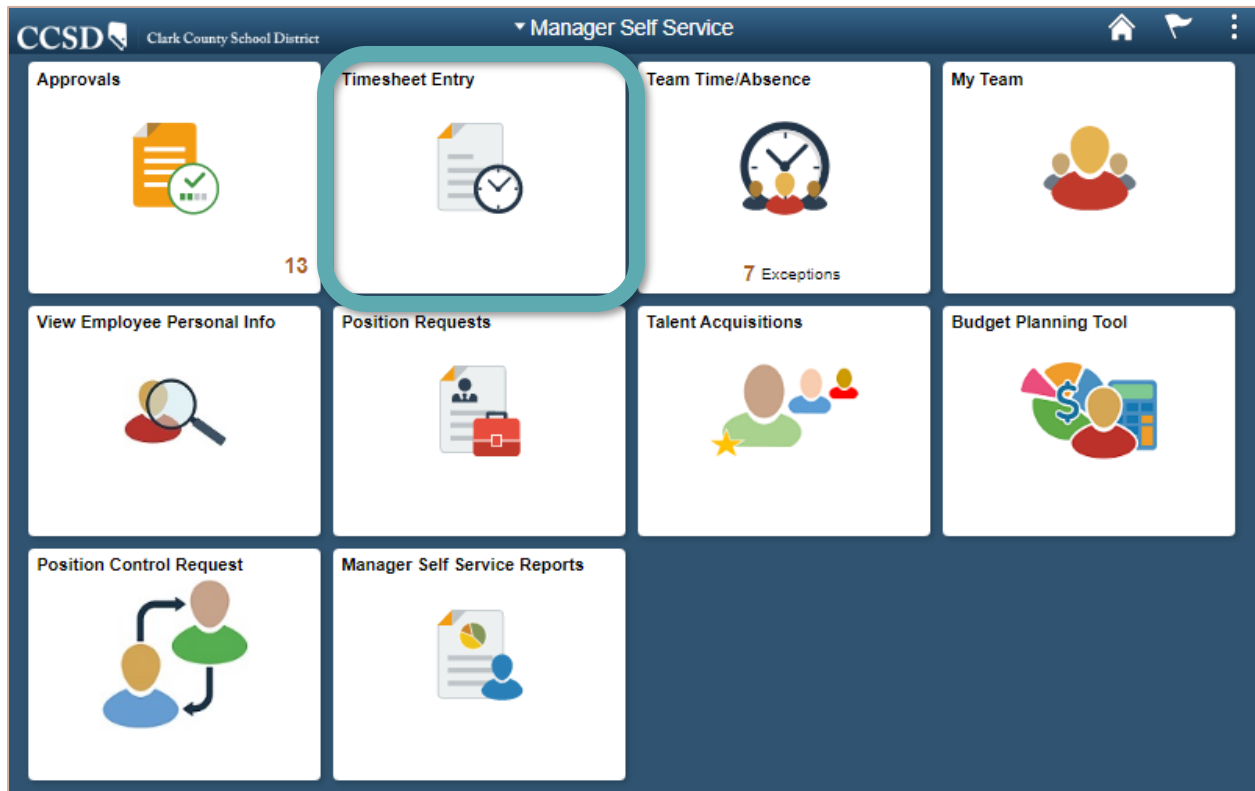 CCSD Clark County School District
Manager Self Service
Approvals
Timesheet Entry
Team Time/Absence
My Team
13
7 Exceptions
View Employee Personal Info
Position Requests
Talent Acquisitions
Budget Planning Tool
$
Position Control Request
Manager Self Service Reports